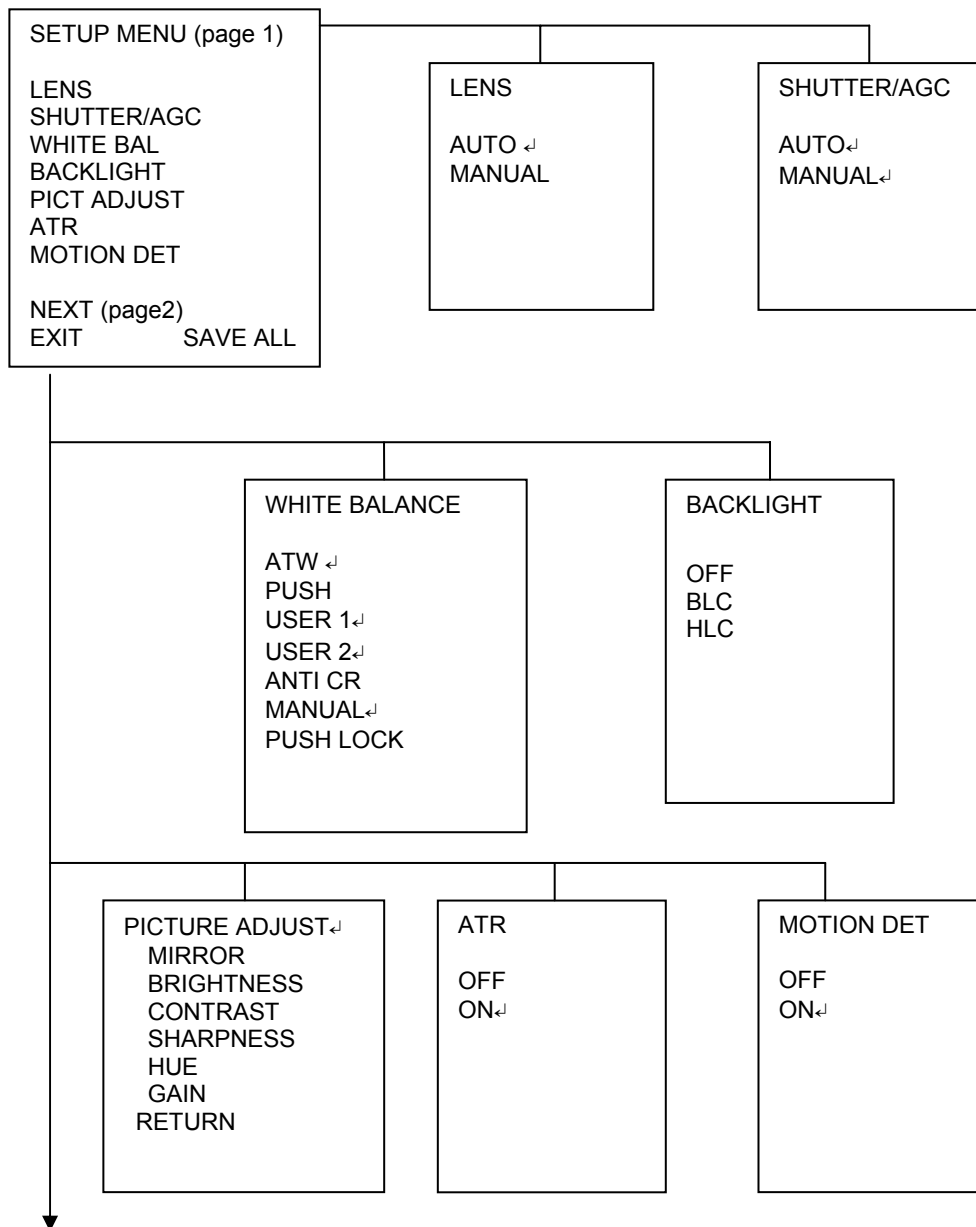 SETUP MENU (page 1)
LENS
SHUTTER/AGC
WHITE BAL
BACKLIGHT
PICT ADJUST
ATR
MOTION DET
NEXT (page2)
EXIT SAVE ALL
LENS
AUTO ↵
MANUAL
SHUTTER/AGC
AUTO↵
MANUAL↵
WHITE BALANCE
ATW ↵
PUSH
USER 1↵
USER 2↵
ANTI CR
MANUAL↵
PUSH LOCK
BACKLIGHT
OFF
BLC
HLC
PICTURE ADJUST↵
MIRROR
BRIGHTNESS
CONTRAST
SHARPNESS
HUE
GAIN
RETURN
ATR
OFF
ON↵
MOTION DET
OFF
ON↵